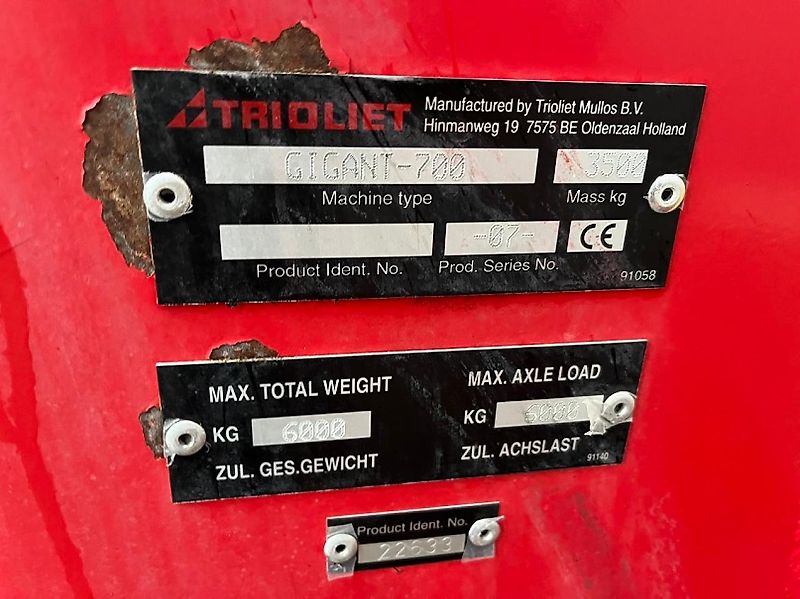 TRIOLIET
Manufactured by Trioliet Mullos B.V.
Hinmanweg 19 7575 BE Oldenzaal Holland
GIGANT-700
3500
Machine type
Mass kg
-07-
CE
Product Ident. No.
Prod. Series No.
91058
MAX. TOTAL WEIGHT
MAX. AXLE LOAD
KG 6000
KG 6000
ZUL. GES.GEWICHT
ZUL. ACHSLAST
91140
Product Ident. No.
22633